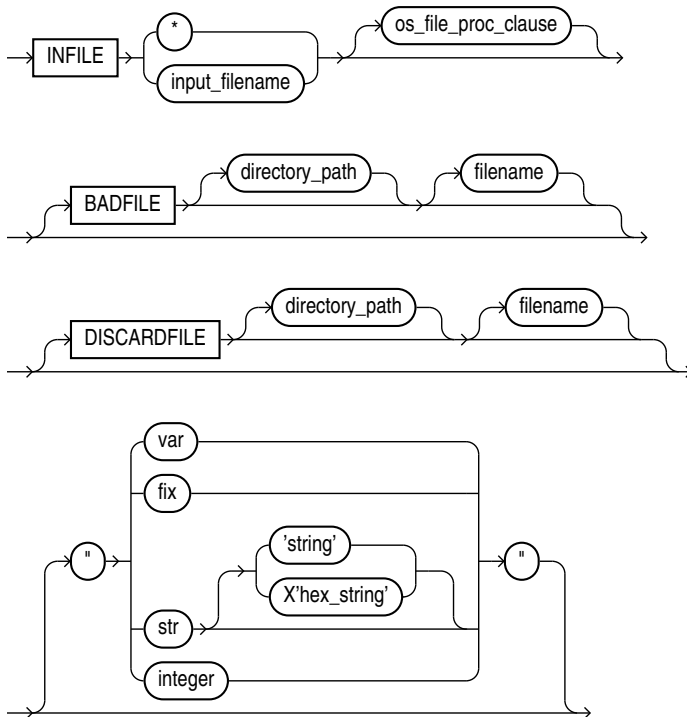 *
os_file_proc_clause
INFILE
input_filename
directory_path filename
BADFILE
directory_path filename
DISCARDFILE
var
" fix "
'string'
X'hex_string'
str
integer